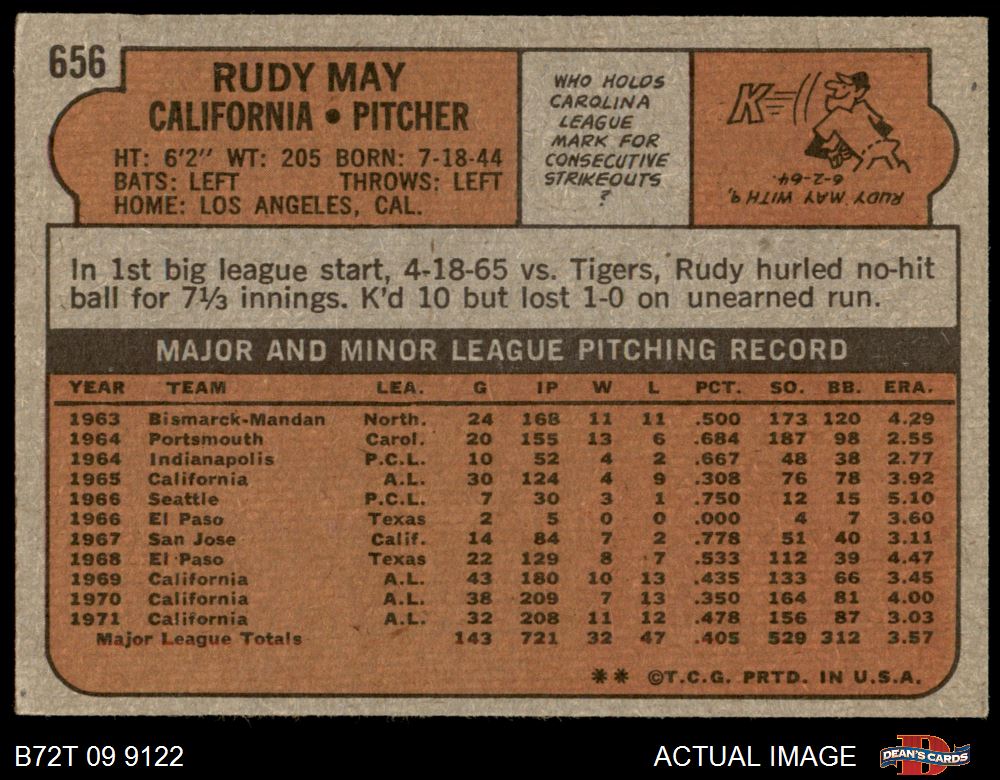 656
RUDY MAY
CALIFORNIA • PITCHER
HT: 6'2" WT: 205 BORN: 7-18-44
BATS: LEFT THROWS: LEFT
HOME: LOS ANGELES, CAL.
WHO HOLDS
CAROLINA
LEAGUE
MARK FOR
CONSECUTIVE
STRIKEOUTS
?
K
RUDY MAY WITH 9,
6-2-64.
In 1st big league start, 4-18-65 vs. Tigers, Rudy hurled no-hit
ball for 7⅓ innings. K'd 10 but lost 1-0 on unearned run.
MAJOR AND MINOR LEAGUE PITCHING RECORD
YEAR TEAM LEA. G IP W L PCT. SO. BB. ERA.
1963 Bismarck-Mandan North. 24 168 11 11 .500 173 120 4.29
1964 Portsmouth Carol. 20 155 13 6 .684 187 98 2.55
1964 Indianapolis P.C.L. 10 52 4 2 .667 48 38 2.77
1965 California A.L. 30 124 4 9 .308 76 78 3.92
1966 Seattle P.C.L. 7 30 3 1 .750 12 15 5.10
1966 El Paso Texas 2 5 0 0 .000 4 7 3.60
1967 San Jose Calif. 14 84 7 2 .778 51 40 3.11
1968 El Paso Texas 22 129 8 7 .533 112 39 4.47
1969 California A.L. 43 180 10 13 .435 133 66 3.45
1970 California A.L. 38 209 7 13 .350 164 81 4.00
1971 California A.L. 32 208 11 12 .478 156 87 3.03
Major League Totals 143 721 32 47 .405 529 312 3.57
** ©T.C.G. PRTD. IN U.S.A.
B72T 09 9122
ACTUAL IMAGE
D
DEAN'S CARDS